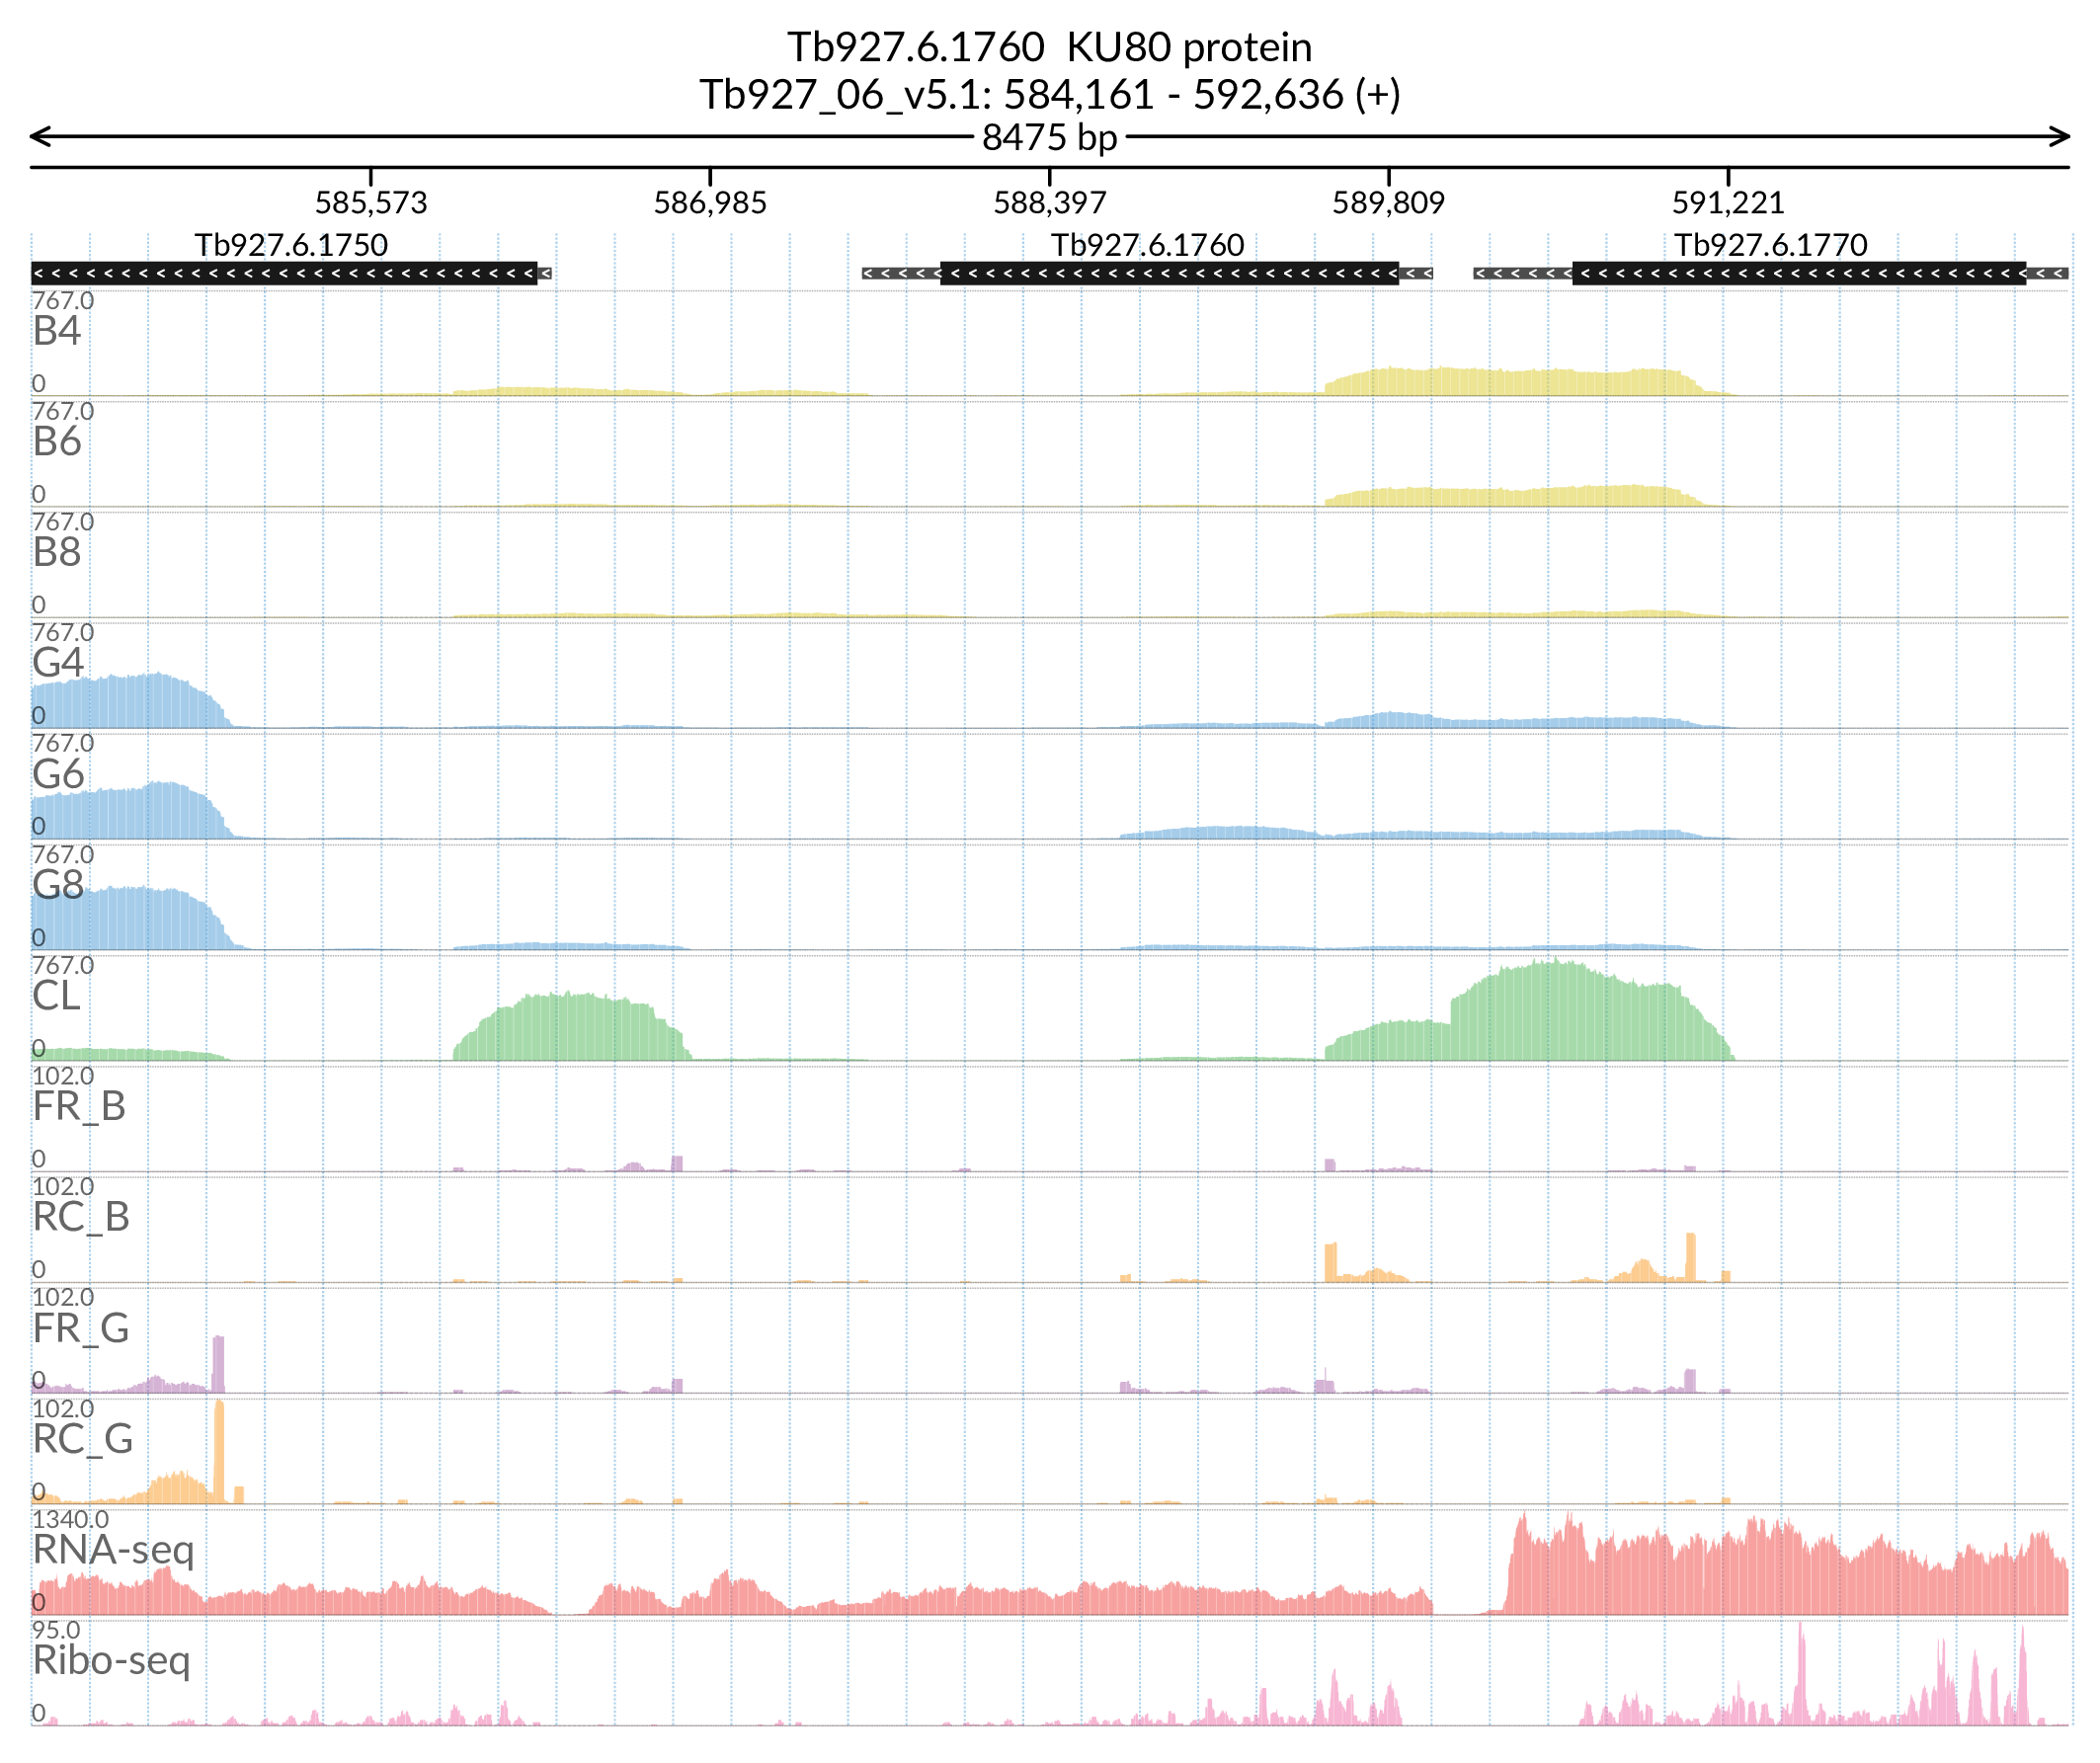 Tb927.6.1760 KU80 protein
Tb927_06_v5.1: 584,161 - 592,636 (+)
8475 bp
585,573 586,985 588,397 589,809 591,221
Tb927.6.1750 Tb927.6.1760 Tb927.6.1770
767.0
B4
0
767.0
B6
0
767.0
B8
0
767.0
G4
0
767.0
G6
0
767.0
G8
0
767.0
CL
0
102.0
FR_B
0
102.0
RC_B
0
102.0
FR_G
0
102.0
RC_G
0
1340.0
RNA-seq
0
95.0
Ribo-seq
0